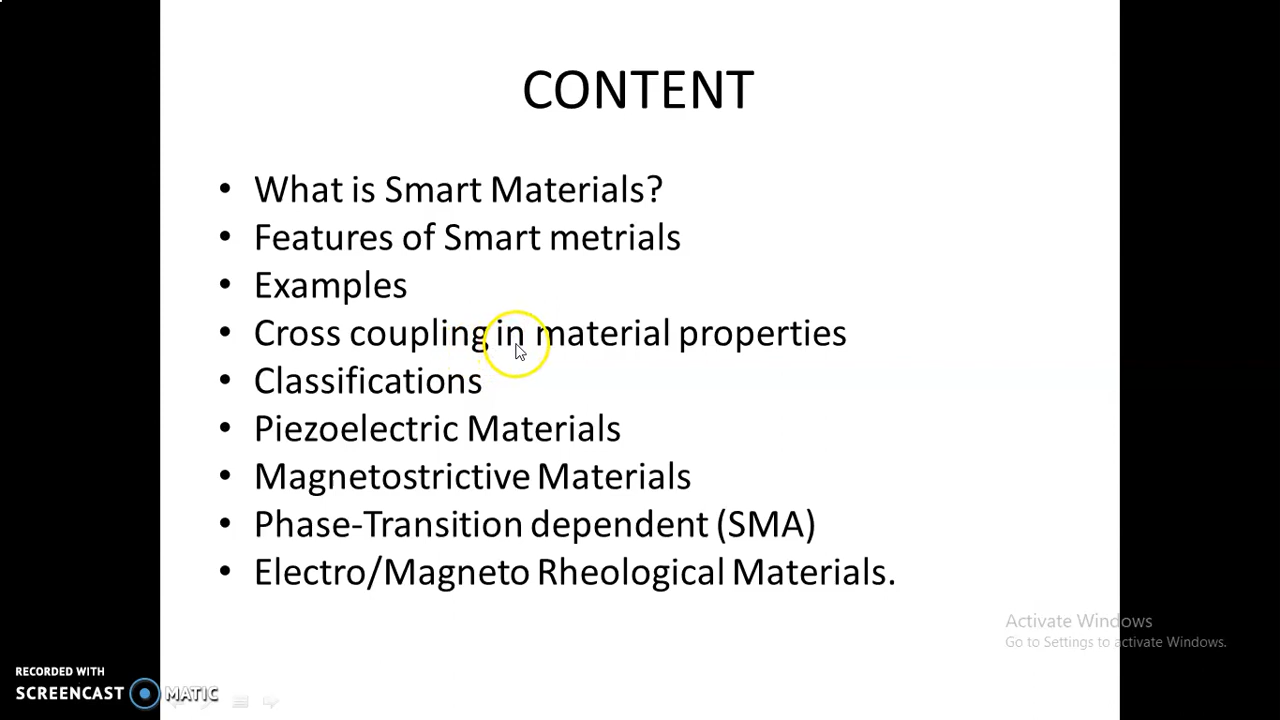 CONTENT
• What is Smart Materials?
• Features of Smart metrials
• Examples
• Cross coupling in material properties
• Classifications
• Piezoelectric Materials
• Magnetostrictive Materials
• Phase-Transition dependent (SMA)
• Electro/Magneto Rheological Materials.
Activate Windows
Go to Settings to activate Windows.
RECORDED WITH
SCREENCAST MATIC